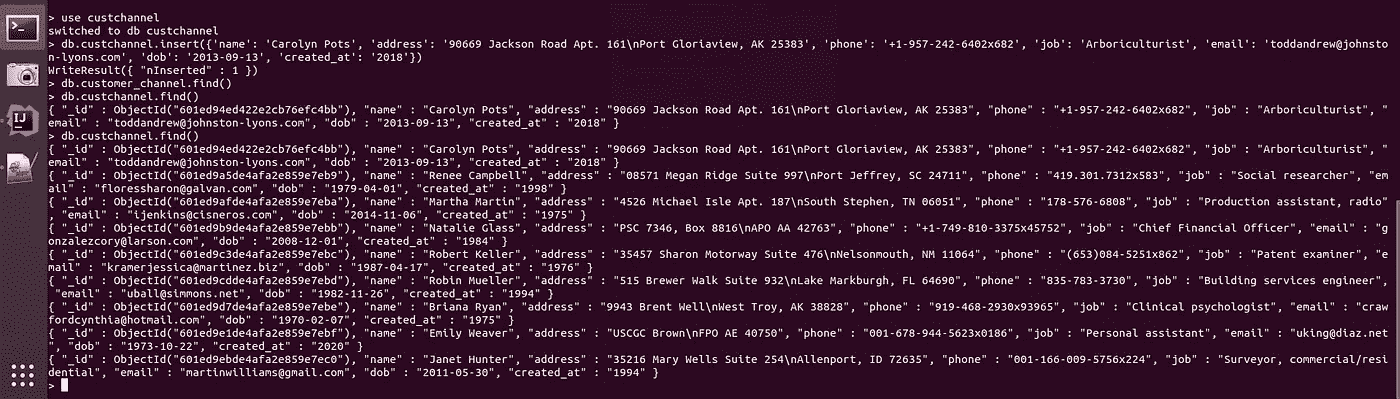 > use custchannel
switched to db custchannel
> db.custchannel.insert({'name': 'Carolyn Pots', 'address': '90669 Jackson Road Apt. 161\nPort Gloriaview, AK 25383', 'phone': '+1-957-242-6402x682', 'job': 'Arboriculturist', 'email': 'toddandrew@johnsto
n-lyons.com', 'dob': '2013-09-13', 'created_at': '2018'})
WriteResult({ "nInserted" : 1 })
> db.customer_channel.find()
> db.custchannel.find()
{ "_id" : ObjectId("601ed94ed422e2cb76efc4bb"), "name" : "Carolyn Pots", "address" : "90669 Jackson Road Apt. 161\nPort Gloriaview, AK 25383", "phone" : "+1-957-242-6402x682", "job" : "Arboriculturist", "
email" : "toddandrew@johnston-lyons.com", "dob" : "2013-09-13", "created_at" : "2018" }
> db.custchannel.find()
{ "_id" : ObjectId("601ed94ed422e2cb76efc4bb"), "name" : "Carolyn Pots", "address" : "90669 Jackson Road Apt. 161\nPort Gloriaview, AK 25383", "phone" : "+1-957-242-6402x682", "job" : "Arboriculturist", "
email" : "toddandrew@johnston-lyons.com", "dob" : "2013-09-13", "created_at" : "2018" }
{ "_id" : ObjectId("601ed9a5de4afa2e859e7eb9"), "name" : "Renee Campbell", "address" : "08571 Megan Ridge Suite 997\nPort Jeffrey, SC 24711", "phone" : "419.301.7312x583", "job" : "Social researcher", "em
ail" : "floressharon@galvan.com", "dob" : "1979-04-01", "created_at" : "1998" }
{ "_id" : ObjectId("601ed9afde4afa2e859e7eba"), "name" : "Martha Martin", "address" : "4526 Michael Isle Apt. 187\nSouth Stephen, TN 06051", "phone" : "178-576-6808", "job" : "Production assistant, radio"
, "email" : "ijenkins@cisneros.com", "dob" : "2014-11-06", "created_at" : "1975" }
{ "_id" : ObjectId("601ed9b9de4afa2e859e7ebb"), "name" : "Natalie Glass", "address" : "PSC 7346, Box 8816\nAPO AA 42763", "phone" : "+1-749-810-3375x45752", "job" : "Chief Financial Officer", "email" : "g
onzalezcory@larson.com", "dob" : "2008-12-01", "created_at" : "1984" }
{ "_id" : ObjectId("601ed9c3de4afa2e859e7ebc"), "name" : "Robert Keller", "address" : "35457 Sharon Motorway Suite 476\nNelsonmouth, NM 11064", "phone" : "(653)084-5251x862", "job" : "Patent examiner", "e
mail" : "kramerjessica@martinez.biz", "dob" : "1987-04-17", "created_at" : "1976" }
{ "_id" : ObjectId("601ed9cdde4afa2e859e7ebd"), "name" : "Robin Mueller", "address" : "515 Brewer Walk Suite 932\nLake Markburgh, FL 64690", "phone" : "835-783-3730", "job" : "Building services engineer",
"email" : "uball@simmons.net", "dob" : "1982-11-26", "created_at" : "1994" }
{ "_id" : ObjectId("601ed9d7de4afa2e859e7ebe"), "name" : "Briana Ryan", "address" : "9943 Brent Well\nWest Troy, AK 38828", "phone" : "919-468-2930x93965", "job" : "Clinical psychologist", "email" : "craw
fordcynthia@hotmail.com", "dob" : "1970-02-07", "created_at" : "1975" }
{ "_id" : ObjectId("601ed9e1de4afa2e859e7ebf"), "name" : "Emily Weaver", "address" : "USCGC Brown\nFPO AE 40750", "phone" : "001-678-944-5623x0186", "job" : "Personal assistant", "email" : "uking@diaz.net
", "dob" : "1973-10-22", "created_at" : "2020" }
{ "_id" : ObjectId("601ed9ebde4afa2e859e7ec0"), "name" : "Janet Hunter", "address" : "35216 Mary Wells Suite 254\nAllenport, ID 72635", "phone" : "001-166-009-5756x224", "job" : "Surveyor, commercial/resi
dential", "email" : "martinwilliams@gmail.com", "dob" : "2011-05-30", "created_at" : "1994" }
>